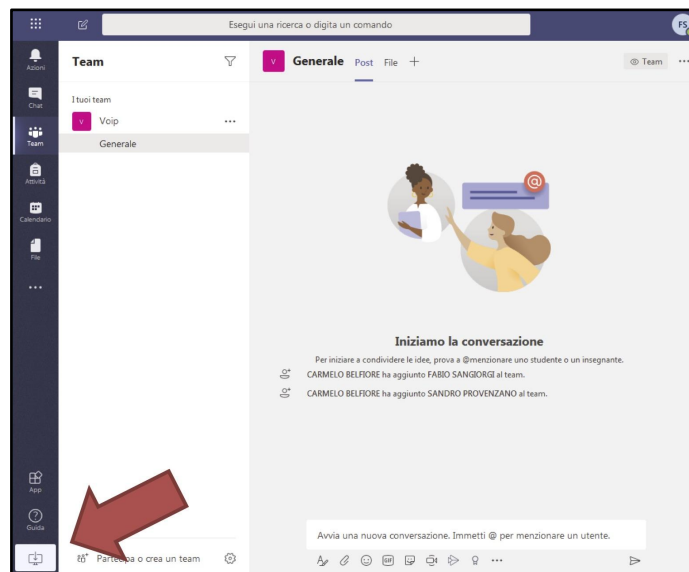 Esegui una ricerca o digita un comando
FS
Azioni
Chat
Team
Attività
Calendario
File
App
Guida
Team
I tuoi team
V Voip
Generale
Partecipa o crea un team
V Generale Post File
Team
Iniziamo la conversazione
Per iniziare a condividere le idee, prova a @menzionare uno studente o un insegnante.
CARMELO BELFIORE ha aggiunto FABIO SANGIORGI al team.
CARMELO BELFIORE ha aggiunto SANDRO PROVENZANO al team.
Avvia una nuova conversazione. Immetti @ per menzionare un utente.
GIF